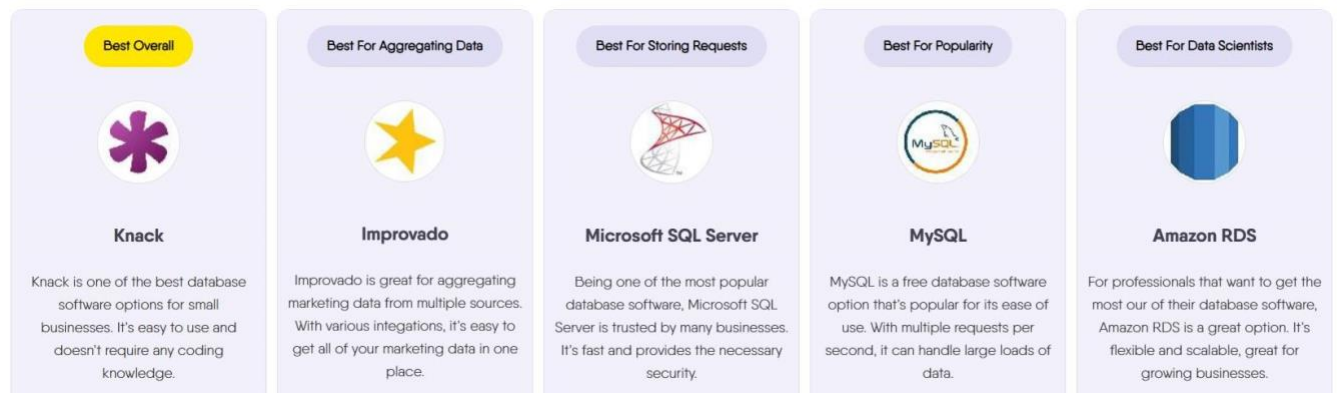 Best Overall
Knack
Knack is one of the best database
software options for small
businesses. It's easy to use and
doesn't require any coding
knowledge.
Best For Aggregating Data
Improvado
Improvado is great for aggregating
marketing data from multiple sources.
With various integations, it's easy to
get all of your marketing data in one
place.
Best For Storing Requests
Microsoft SQL Server
Being one of the most popular
database software, Microsoft SQL
Server is trusted by many businesses.
It's fast and provides the necessary
security.
Best For Popularity
MySQL
MySQL
MySQL is a free database software
option that's popular for its ease of
use. With multiple requests per
second, it can handle large loads of
data.
Best For Data Scientists
Amazon RDS
For professionals that want to get the
most our of their database software,
Amazon RDS is a great option. It's
flexible and scalable, great for
growing businesses.